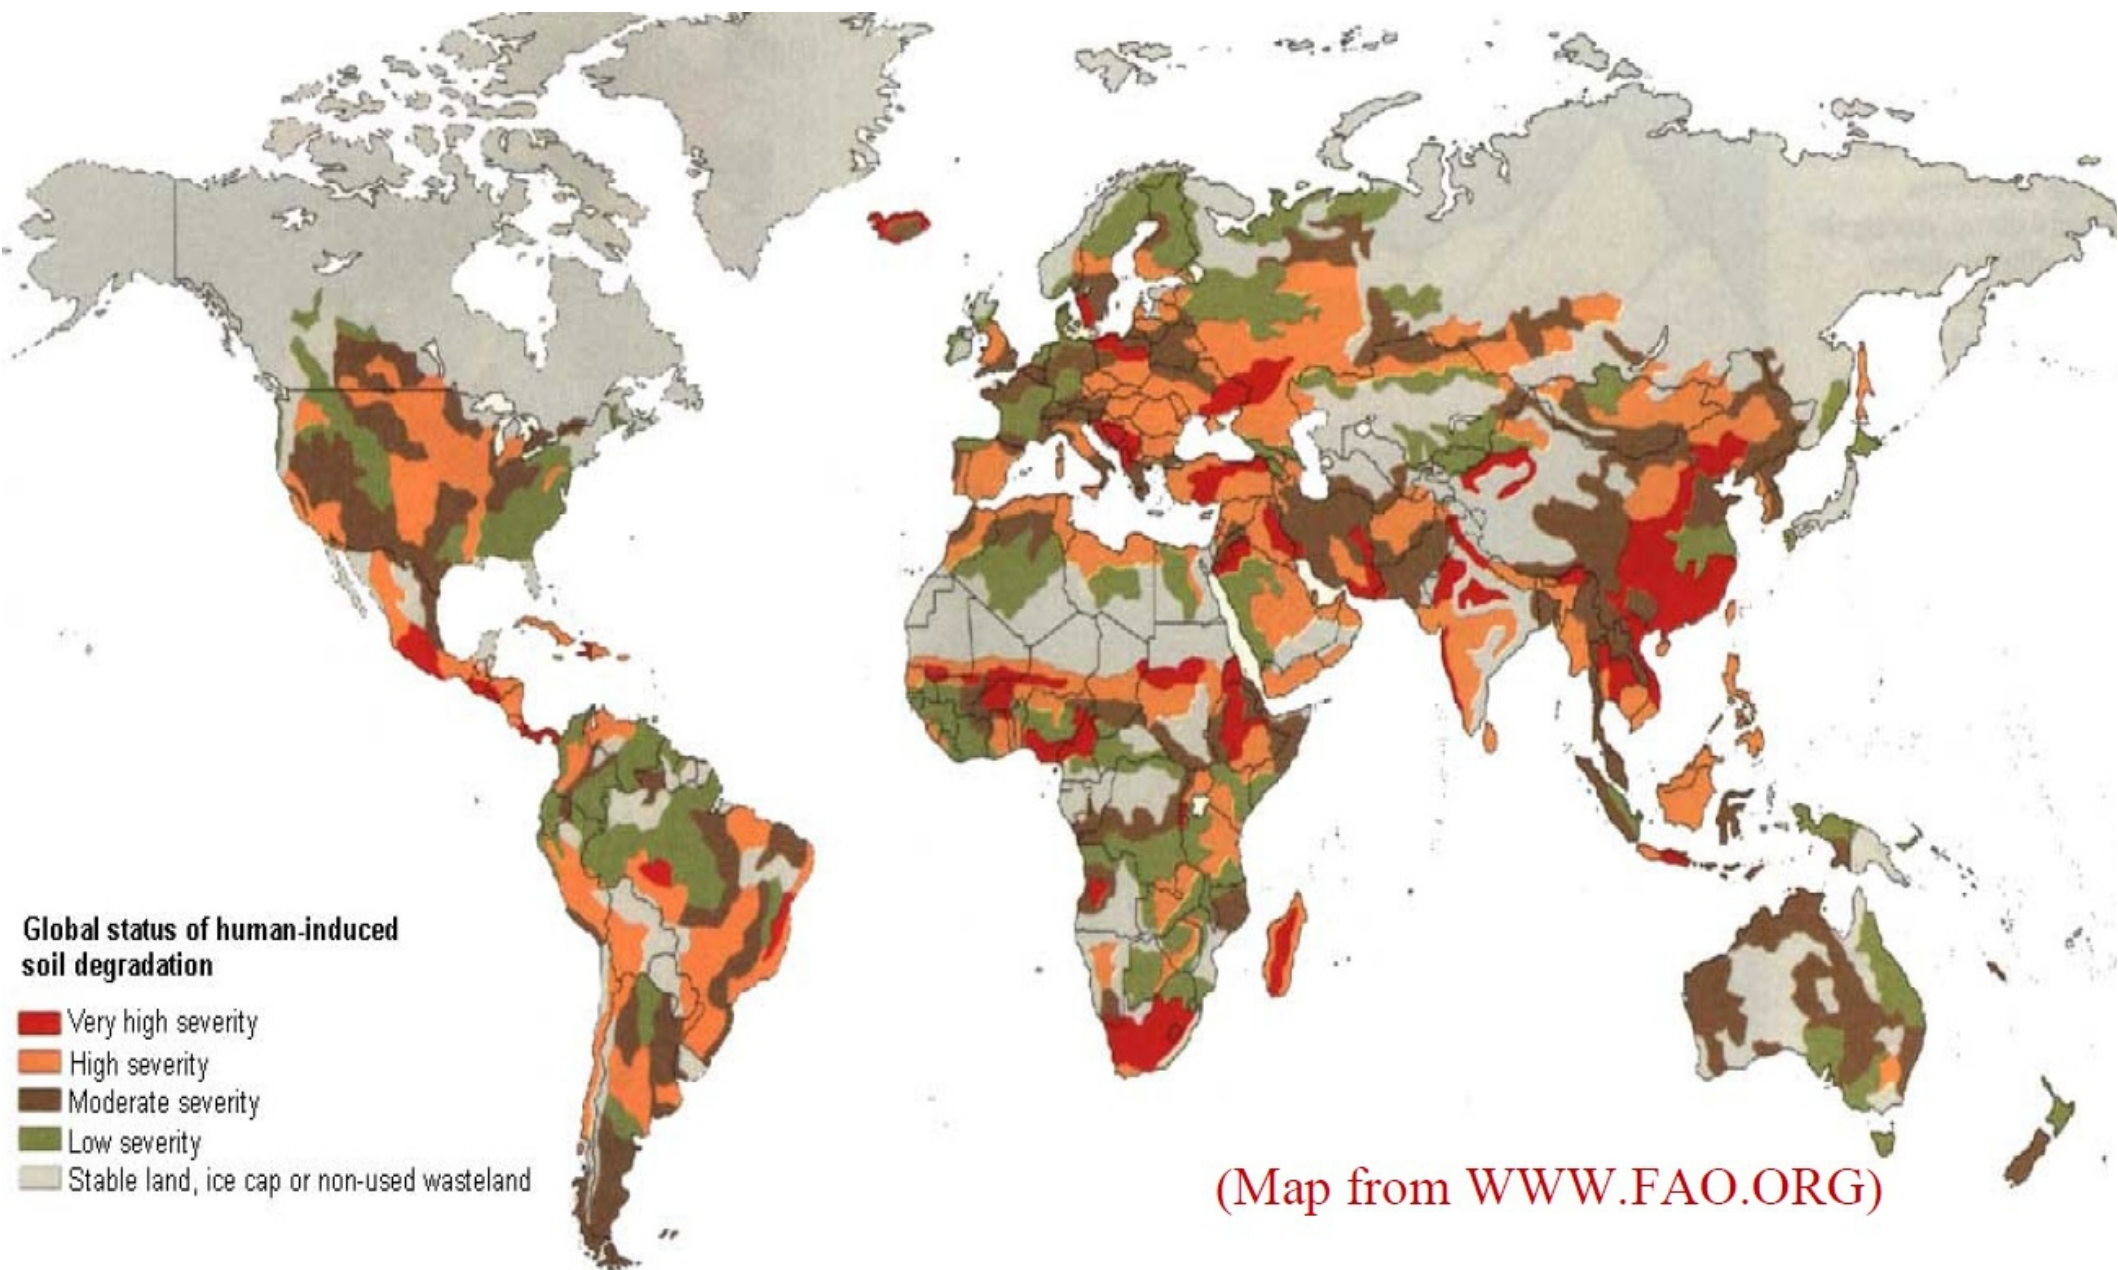 Global status of human-induced
soil degradation
Very high severity
High severity
Moderate severity
Low severity
Stable land, ice cap or non-used wasteland
(Map from WWW.FAO.ORG)